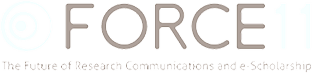 FORCE11
The Future of Research Communications and e-Scholarship